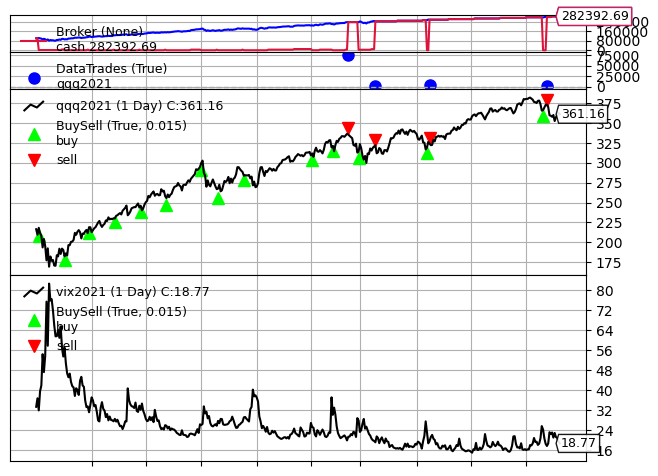 Broker (None)
cash 282392.69
282392.69
160000
80000
0
DataTrades (True)
qqq2021
75000
50000
25000
0
qqq2021 (1 Day) C:361.16
BuySell (True, 0.015)
buy
sell
375
361.16
350
325
300
275
250
225
200
175
vix2021 (1 Day) C:18.77
BuySell (True, 0.015)
buy
sell
80
72
64
56
48
40
32
24
18.77
16